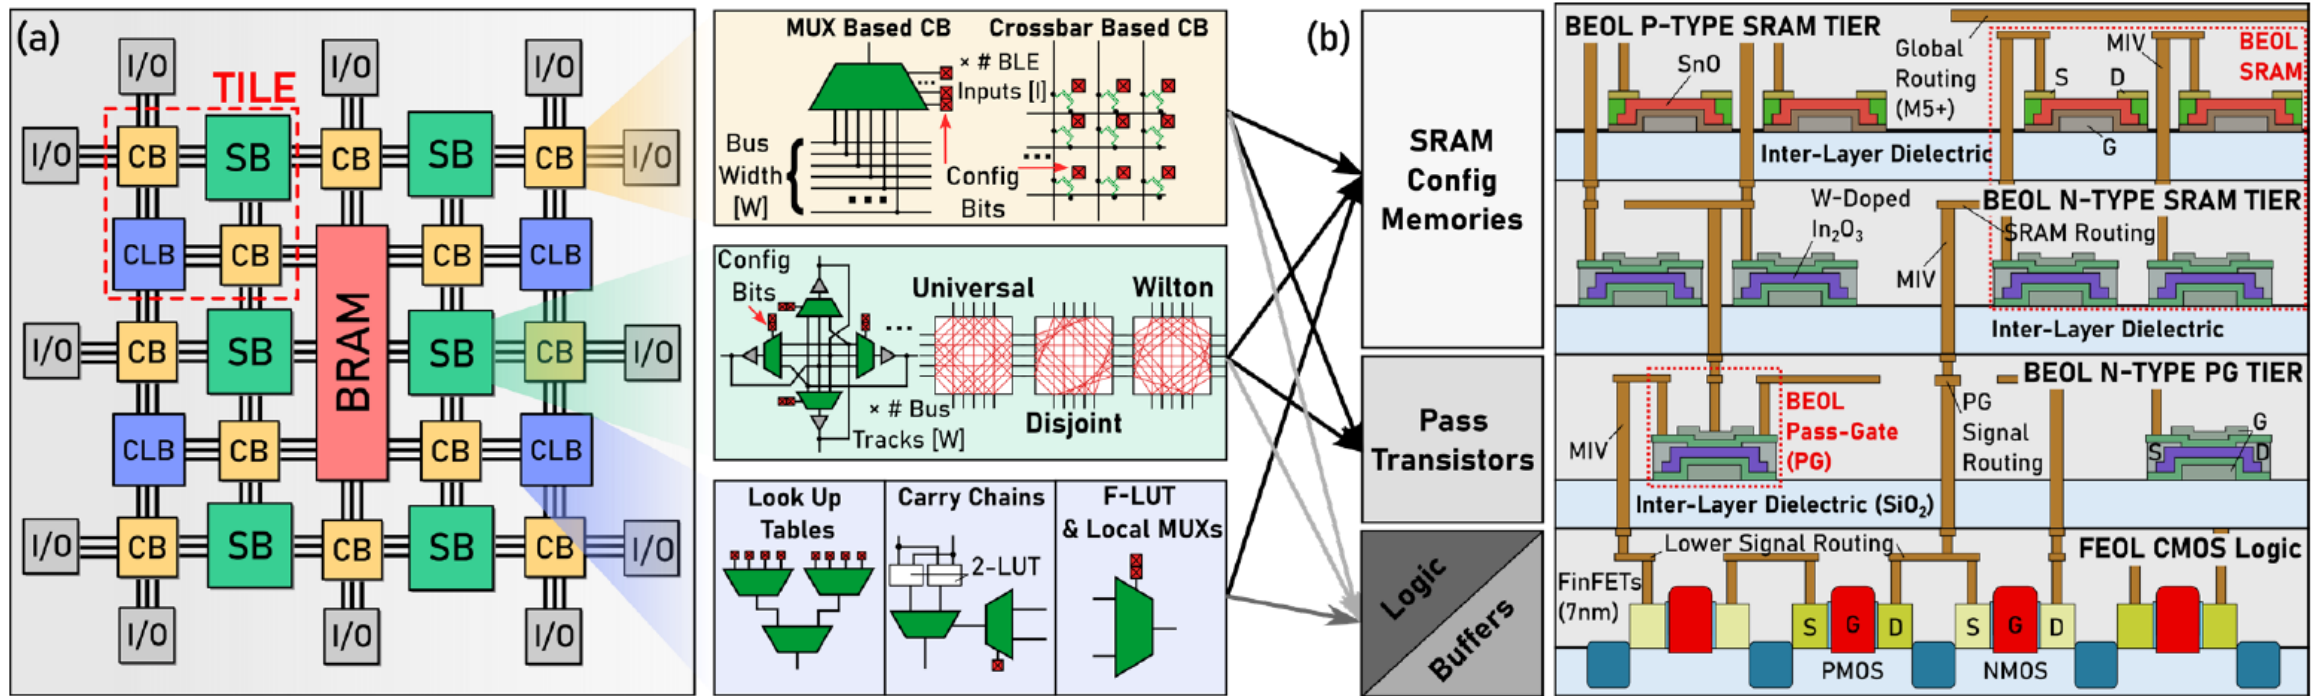 (a)
I/O
I/O
I/O
TILE
I/O
CB
SB
CB
SB
CB
I/O
CLB
CB
BRAM
CB
CLB
I/O
CB
SB
SB
CB
I/O
CLB
CB
CB
CLB
I/O
CB
SB
CB
SB
CB
I/O
I/O
I/O
I/O
MUX Based CB
× # BLE
Inputs [I]
Bus
Width
[W]
Crossbar Based CB
Config
Bits
Config
Bits
Universal
Wilton
Disjoint
× # Bus
Tracks [W]
Look Up
Tables
Carry Chains
2-LUT
F-LUT
& Local MUXs
(b)
SRAM
Config
Memories
Pass
Transistors
Logic
Buffers
BEOL P-TYPE SRAM TIER
SnO
Global
Routing
(M5+)
MIV
BEOL
SRAM
S
D
G
Inter-Layer Dielectric
W-Doped
In₂O₃
BEOL N-TYPE SRAM TIER
SRAM Routing
MIV
Inter-Layer Dielectric
BEOL N-TYPE PG TIER
MIV
BEOL
Pass-Gate
(PG)
PG
Signal
Routing
G
S
D
Inter-Layer Dielectric (SiO₂)
Lower Signal Routing
FEOL CMOS Logic
FinFETs
(7nm)
S
G
D
S
G
D
PMOS
NMOS